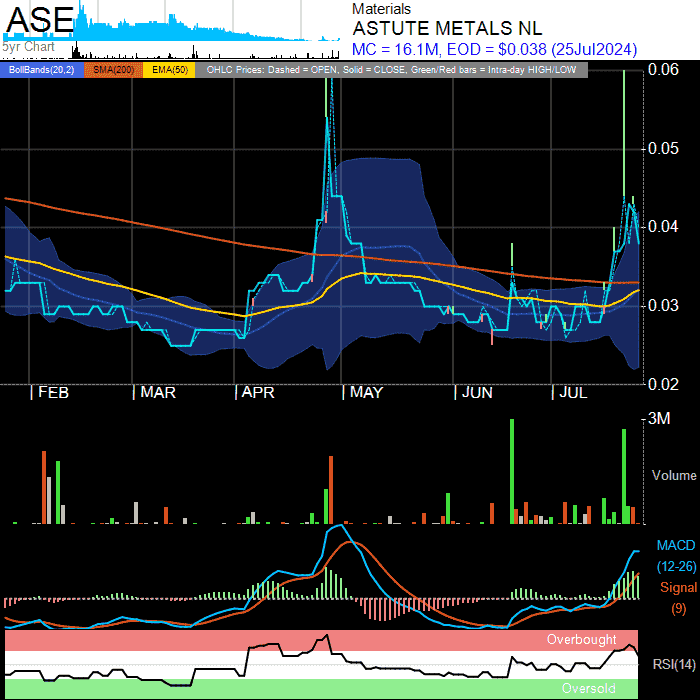 ASE
5yr Chart
Materials
ASTUTE METALS NL
MC = 16.1M, EOD = $0.038 (25Jul2024)
BollBands(20,2) SMA(200) EMA(50) OHLC Prices: Dashed = OPEN, Solid = CLOSE, Green/Red bars = Intra-day HIGH/LOW
0.06
0.05
0.04
0.03
0.02
FEB MAR APR MAY JUN JUL
3M
Volume
MACD
(12-26)
Signal
(9)
Overbought
RSI(14)
Oversold